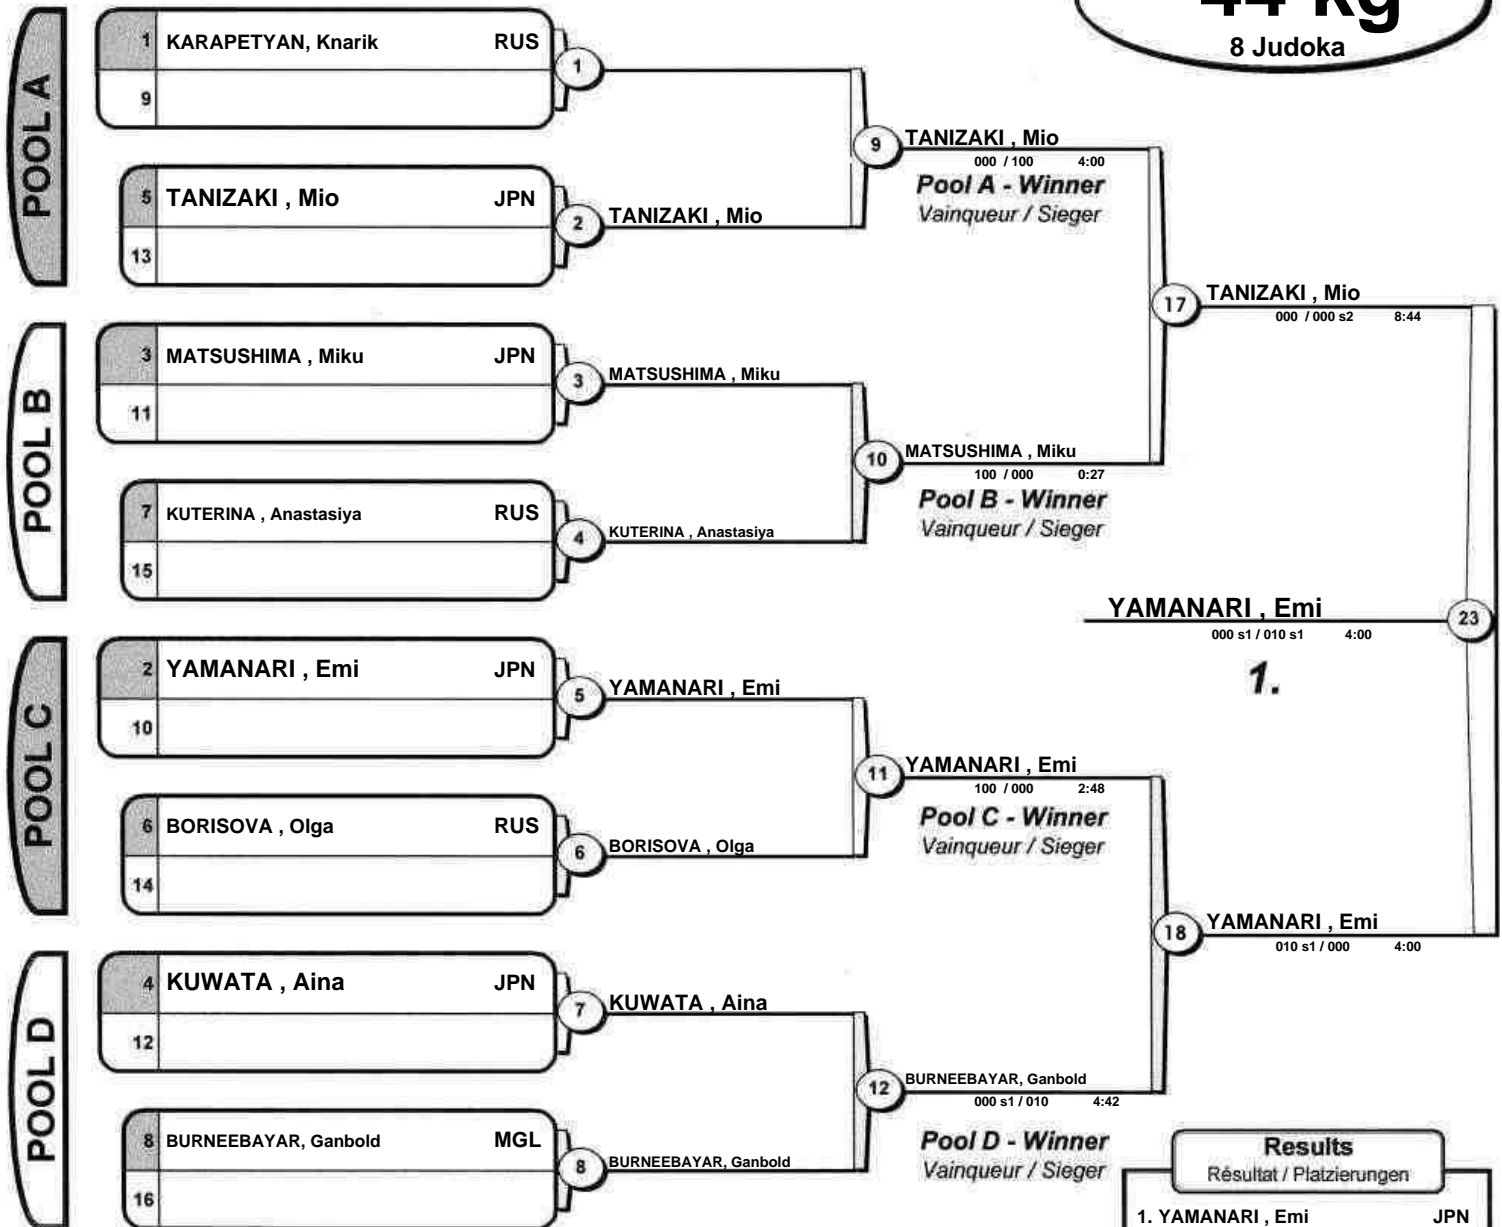 44 kg
8 Judoka
POOL A
1 KARAPETYAN, Knarik RUS
9
1
5 TANIZAKI , Mio JPN
13
2
TANIZAKI , Mio
9
TANIZAKI , Mio
000 / 100 4:00
Pool A - Winner
Vainqueur / Sieger
17
TANIZAKI , Mio
000 / 000 s2 8:44
POOL B
3 MATSUSHIMA , Miku JPN
11
3
MATSUSHIMA , Miku
7 KUTERINA , Anastasiya RUS
15
4
KUTERINA , Anastasiya
10
MATSUSHIMA , Miku
100 / 000 0:27
Pool B - Winner
Vainqueur / Sieger
YAMANARI , Emi
23
000 s1 / 010 s1 4:00
1.
POOL C
2 YAMANARI , Emi JPN
10
5
YAMANARI , Emi
6 BORISOVA , Olga RUS
14
6
BORISOVA , Olga
11
YAMANARI , Emi
100 / 000 2:48
Pool C - Winner
Vainqueur / Sieger
18
YAMANARI , Emi
010 s1 / 000 4:00
POOL D
4 KUWATA , Aina JPN
12
7
KUWATA , Aina
8 BURNEEBAYAR, Ganbold MGL
16
8
BURNEEBAYAR, Ganbold
12
BURNEEBAYAR, Ganbold
000 s1 / 010 4:42
Pool D - Winner
Vainqueur / Sieger
Results
Résultat / Platzierungen
1. YAMANARI , Emi JPN